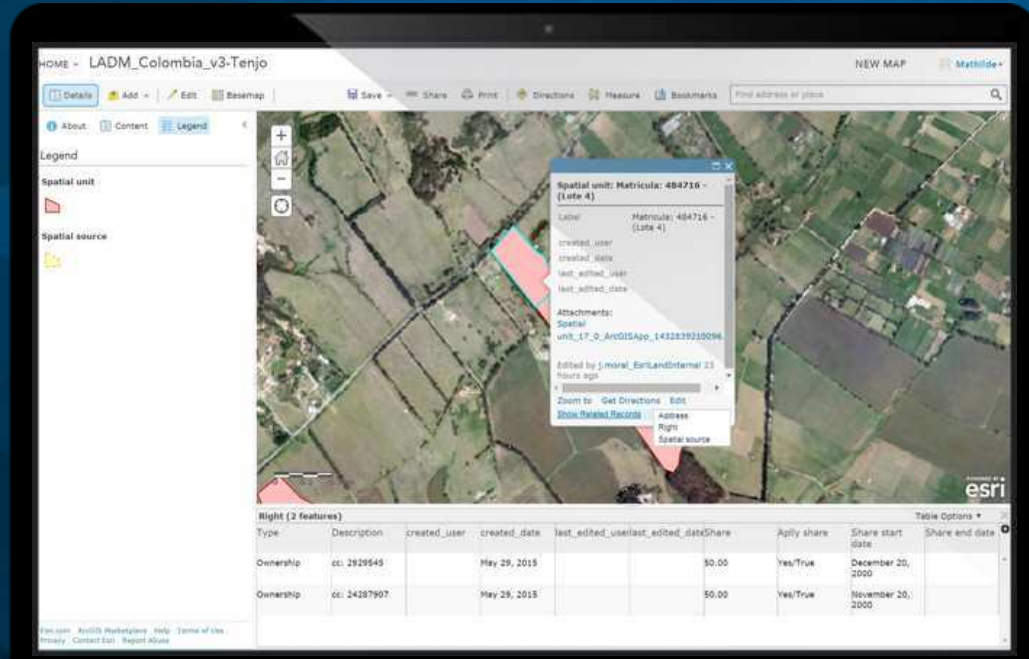 HOME LADM_Colombia_v3-Tenjo
NEW MAP Mathilde
Details Add Edit Basemap Save Share Print Directions Measure Bookmarks Find address or place
About Content Legend
Legend
Spatial unit
Spatial source
Spatial unit: Matricula: 484716 -
(Lote 4)
Label Matricula: 484716 -
(Lote 4)
created_user
created_date
last_edited_user
last_edited_date
Attachments:
Spatial
unit_17_0_ArcGISApp_1432839210096.
Edited by j.moral_EsriLandInternal 23
hours ago
Zoom to Get Directions Edit
Show Related Records
Address
Right
Spatial source
POWERED BY
esri
Right (2 features) Table Options
Type Description created_user created_date last_edited_user last_edited_date Share Aplly share Share start date Share end date
Ownership cc: 2929545 May 29, 2015 50.00 Yes/True December 20, 2000
Ownership cc: 24287907 May 29, 2015 50.00 Yes/True November 20, 2000
Esri.com ArcGIS Marketplace Help Terms of Use
Privacy Contact Esri Report Abuse